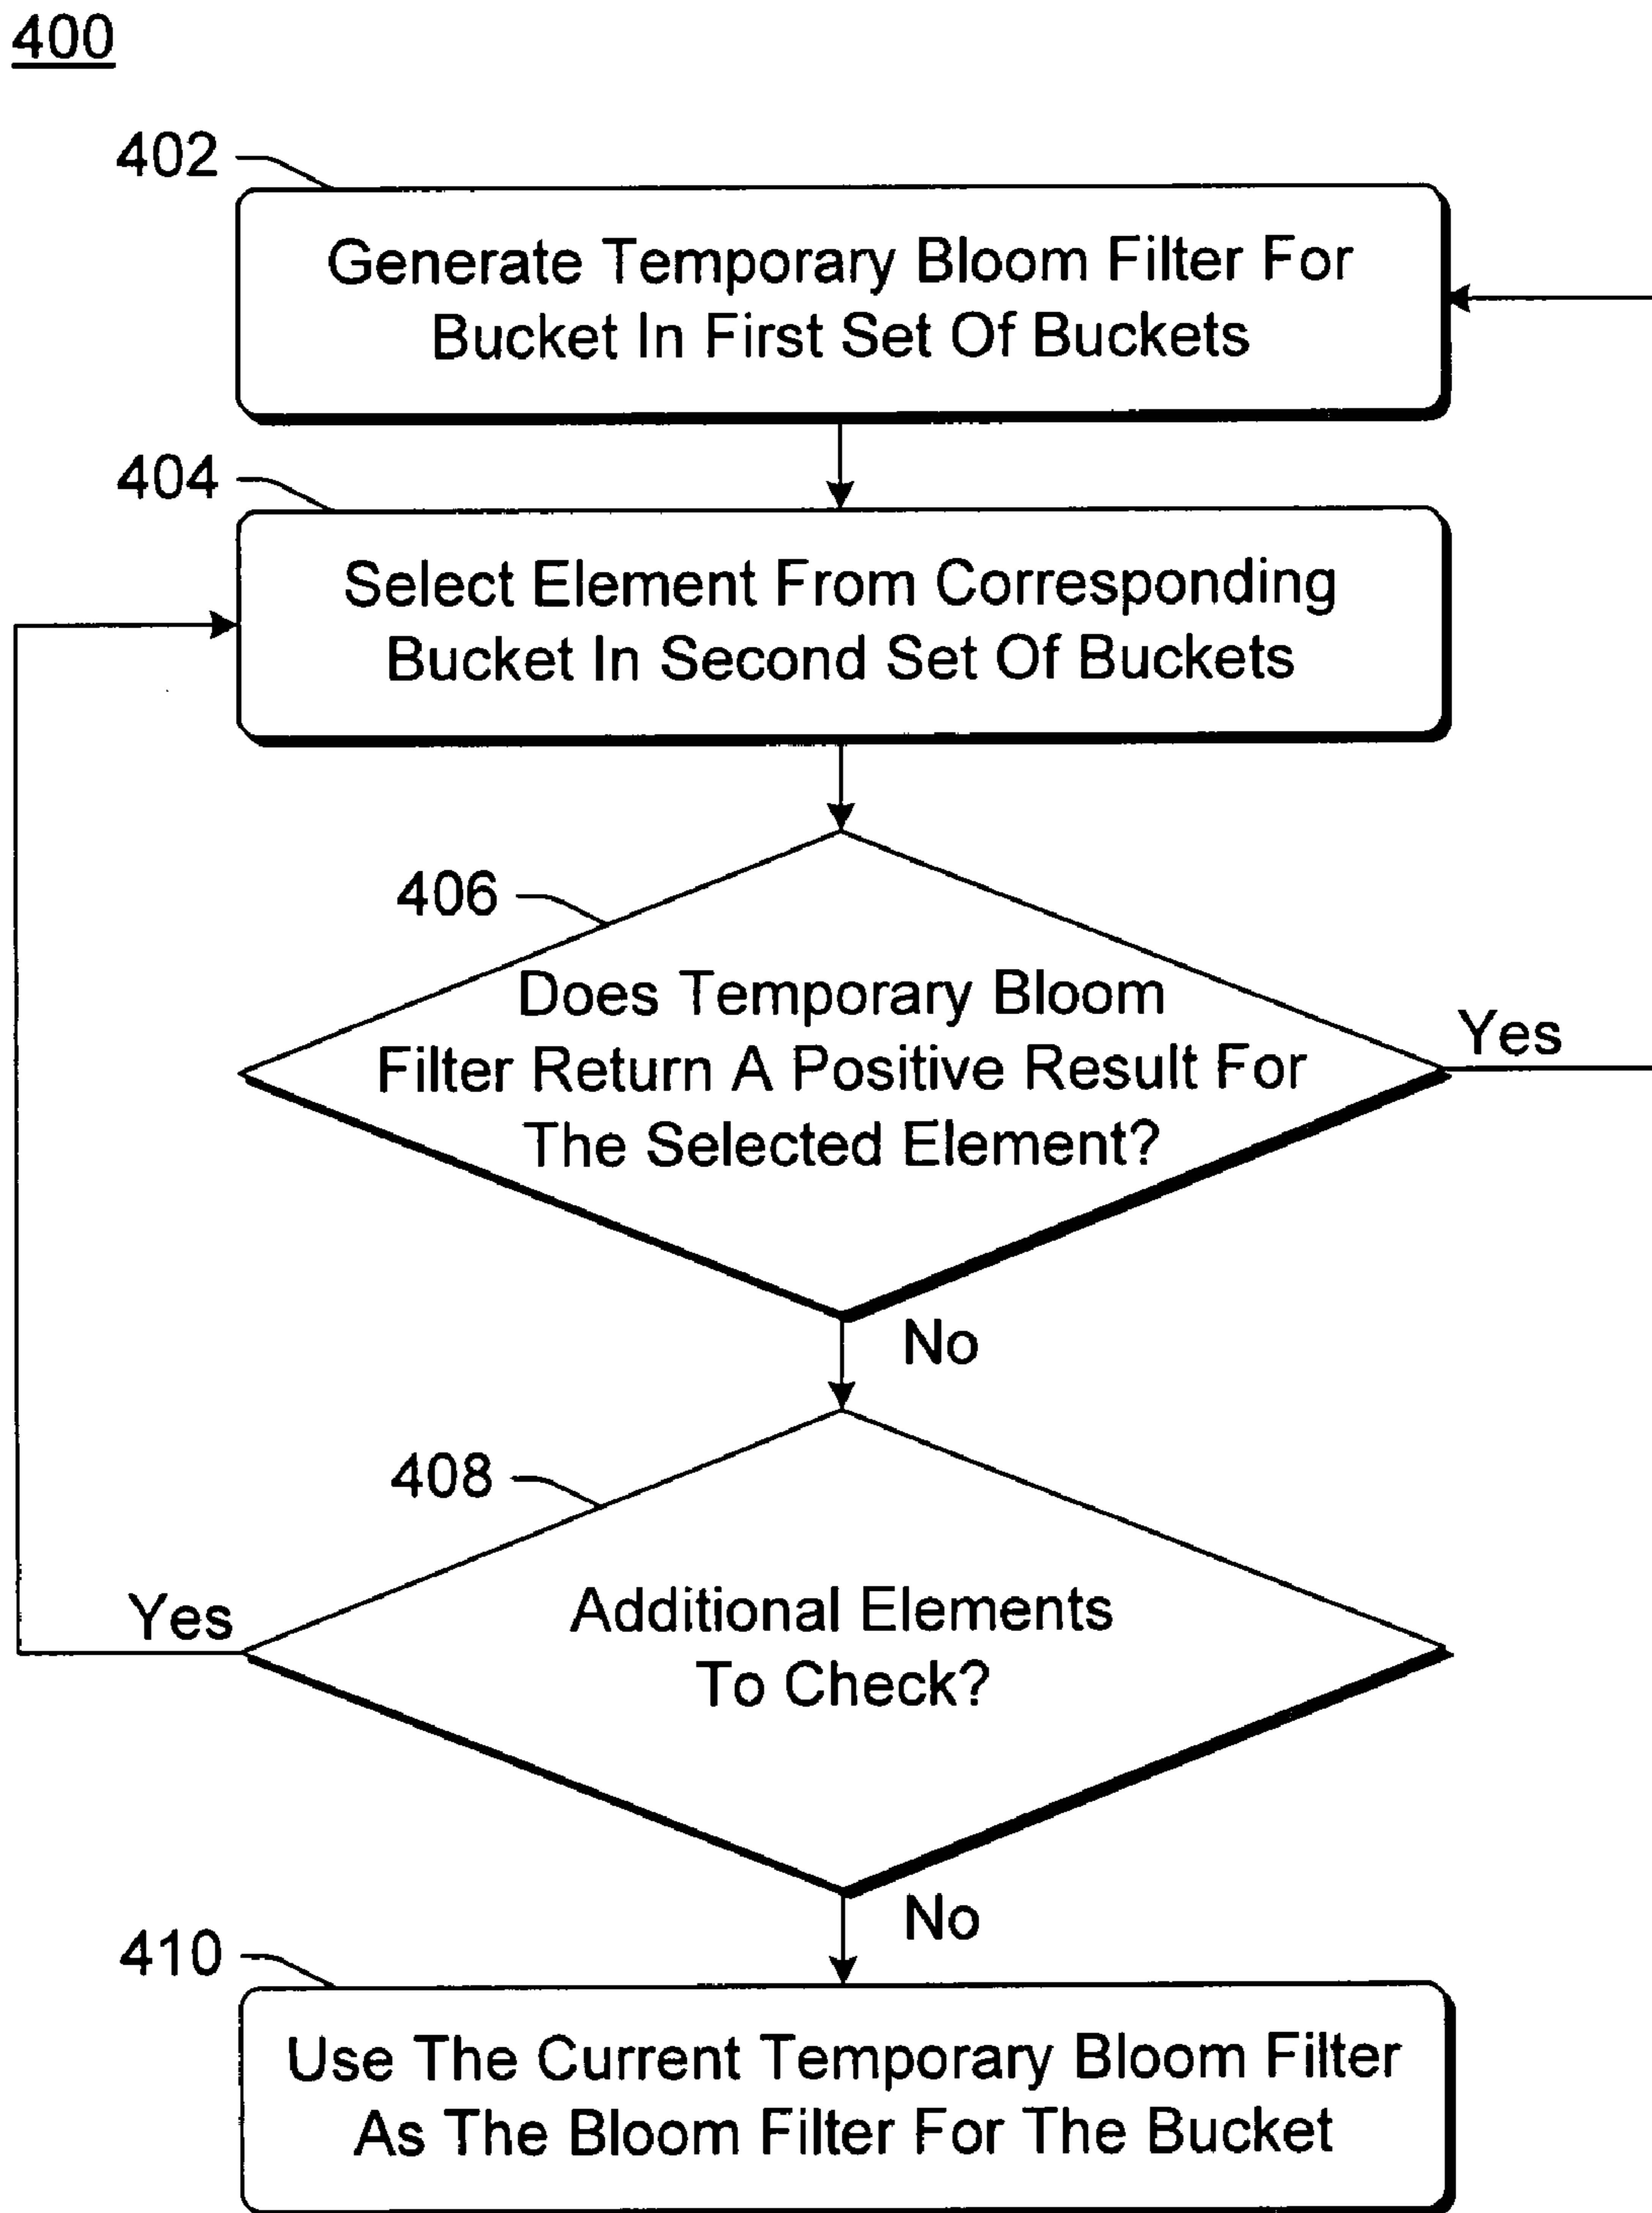 400
402
Generate Temporary Bloom Filter For
Bucket In First Set Of Buckets
404
Select Element From Corresponding
Bucket In Second Set Of Buckets
406
Does Temporary Bloom
Filter Return A Positive Result For
The Selected Element?
Yes
No
408
Additional Elements
To Check?
Yes
No
410
Use The Current Temporary Bloom Filter
As The Bloom Filter For The Bucket